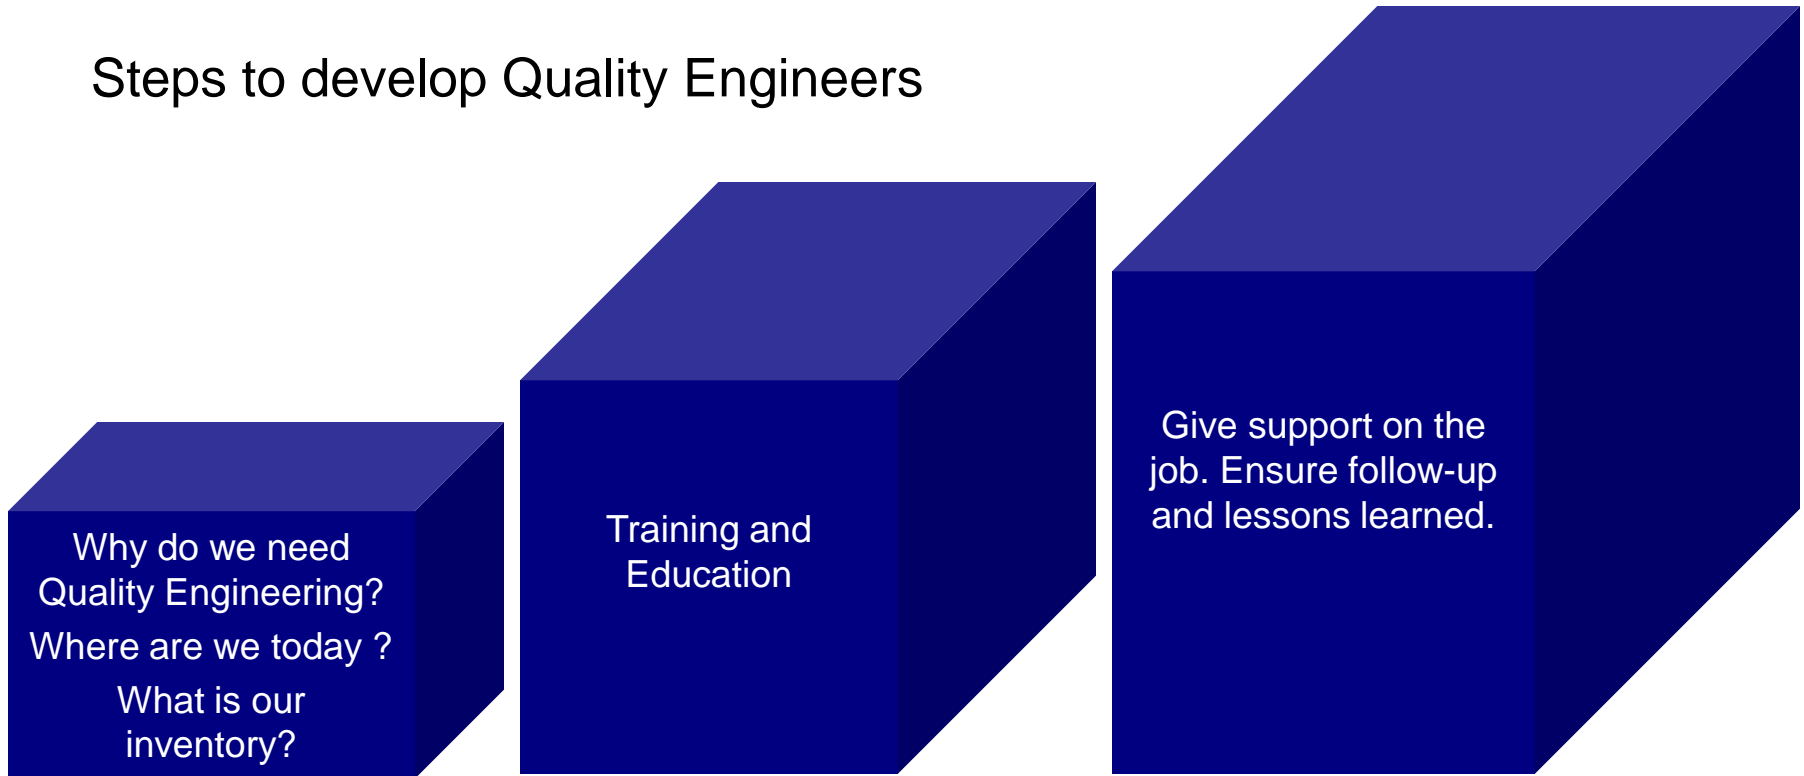 Steps to develop Quality Engineers
Why do we need
Quality Engineering?
Where are we today ?
What is our
inventory?
Training and
Education
Give support on the
job. Ensure follow-up
and lessons learned.